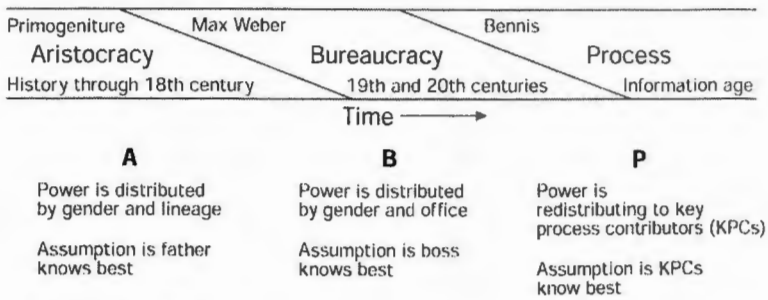 Primogeniture Max Weber Bennis
Aristocracy Bureaucracy Process
History through 18th century 19th and 20th centuries Information age
Time
A
Power is distributed
by gender and lineage
Assumption is father
knows best
B
Power is distributed
by gender and office
Assumption is boss
knows best
P
Power is
redistributing to key
process contributors (KPCs)
Assumption is KPCs
know best